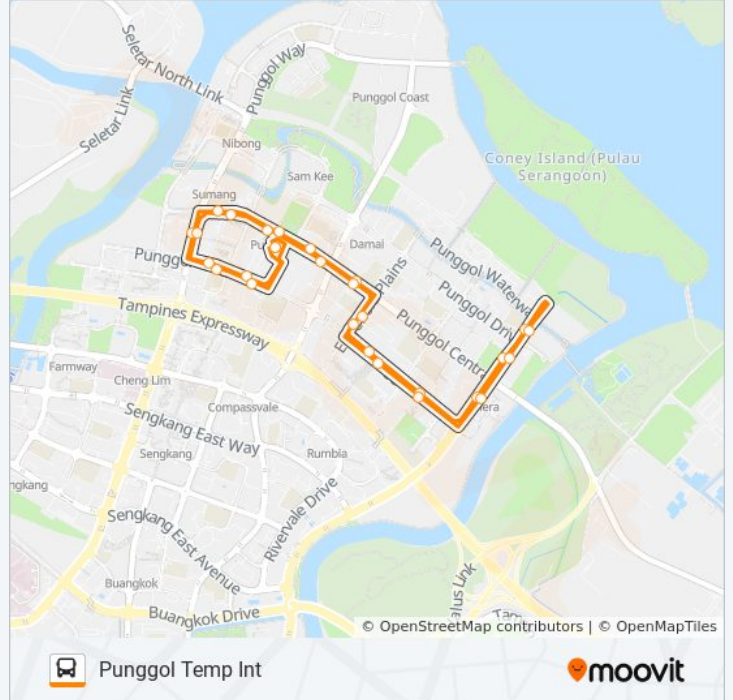 Seletar North Link
Punggol Way
Punggol Coast
Seletar Link
Nibong
Coney Island (Pulau
Serangoon)
Sam Kee
Sumang
Damai
Plains
Punggol
Tampines Expressway
Punggol Drive
Punggol Central
Farmway
Cheng Lim
Compassvale
Sengkang East Way
Sengkang
Rumbia
Rivervale Drive
Sengkang East Avenue
Buangkok
Buangkok Drive
© OpenStreetMap contributors | © OpenMapTiles
Punggol Temp Int
moovit